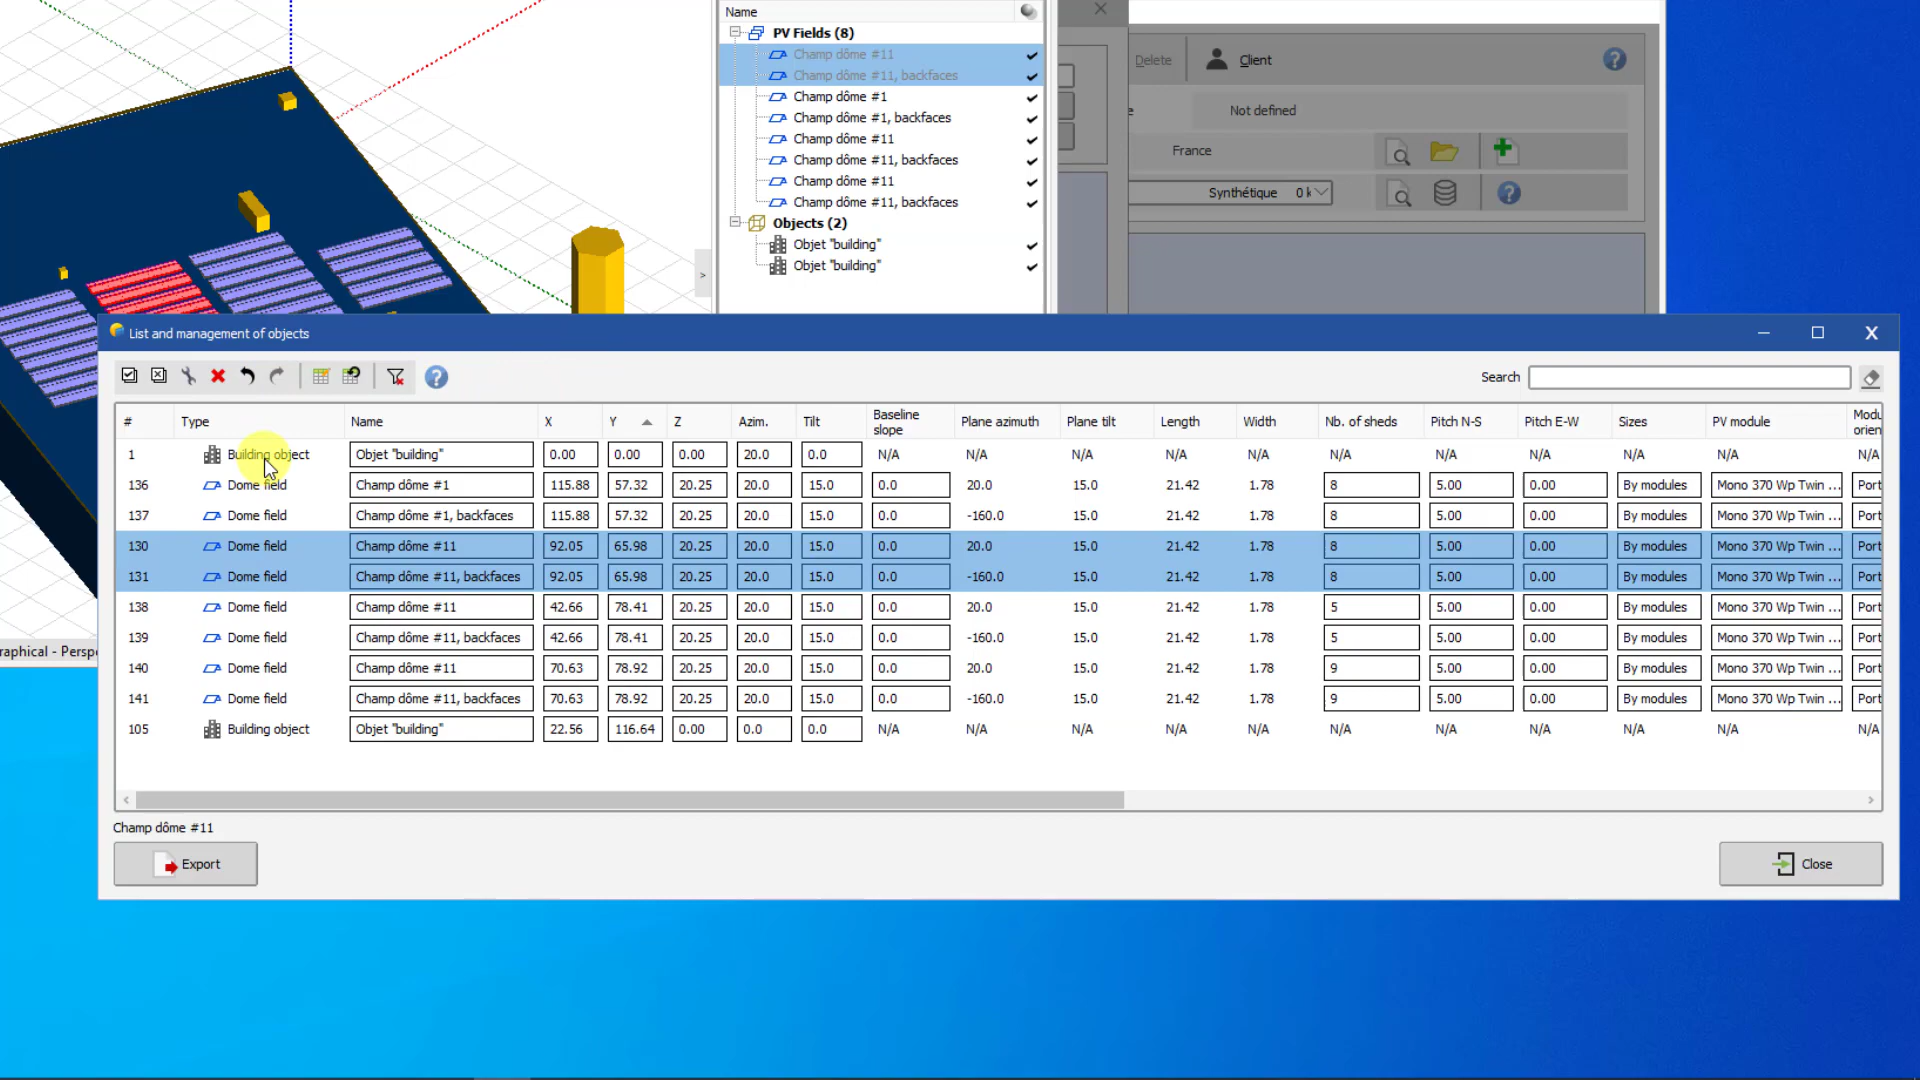 Name
PV Fields (8)
Champ dôme #11
Champ dôme #11, backfaces
Champ dôme #1
Champ dôme #1, backfaces
Champ dôme #11
Champ dôme #11, backfaces
Champ dôme #11
Champ dôme #11, backfaces
Objects (2)
Objet "building"
Objet "building"
Delete Client ?
e Not defined
France
Synthétique 0 k ?
>
List and management of objects
? Search
# Type Name X Y Z Azim. Tilt Baseline slope Plane azimuth Plane tilt Length Width Nb. of sheds Pitch N-S Pitch E-W Sizes PV module Modu orien
1 Building object Objet "building" 0.00 0.00 0.00 20.0 0.0 N/A N/A N/A N/A N/A N/A N/A N/A N/A N/A N/A
136 Dome field Champ dôme #1 115.88 57.32 20.25 20.0 15.0 0.0 20.0 15.0 21.42 1.78 8 5.00 0.00 By modules Mono 370 Wp Twin ... Port
137 Dome field Champ dôme #1, backfaces 115.88 57.32 20.25 20.0 15.0 0.0 -160.0 15.0 21.42 1.78 8 5.00 0.00 By modules Mono 370 Wp Twin ... Port
130 Dome field Champ dôme #11 92.05 65.98 20.25 20.0 15.0 0.0 20.0 15.0 21.42 1.78 8 5.00 0.00 By modules Mono 370 Wp Twin ... Port
131 Dome field Champ dôme #11, backfaces 92.05 65.98 20.25 20.0 15.0 0.0 -160.0 15.0 21.42 1.78 8 5.00 0.00 By modules Mono 370 Wp Twin ... Port
138 Dome field Champ dôme #11 42.66 78.41 20.25 20.0 15.0 0.0 20.0 15.0 21.42 1.78 5 5.00 0.00 By modules Mono 370 Wp Twin ... Port
139 Dome field Champ dôme #11, backfaces 42.66 78.41 20.25 20.0 15.0 0.0 -160.0 15.0 21.42 1.78 5 5.00 0.00 By modules Mono 370 Wp Twin ... Port
140 Dome field Champ dôme #11 70.63 78.92 20.25 20.0 15.0 0.0 20.0 15.0 21.42 1.78 9 5.00 0.00 By modules Mono 370 Wp Twin ... Port
141 Dome field Champ dôme #11, backfaces 70.63 78.92 20.25 20.0 15.0 0.0 -160.0 15.0 21.42 1.78 9 5.00 0.00 By modules Mono 370 Wp Twin ... Port
105 Building object Objet "building" 22.56 116.64 0.00 0.0 0.0 N/A N/A N/A N/A N/A N/A N/A N/A N/A N/A N/A
raphical - Perspe
Champ dôme #11
Export
Close